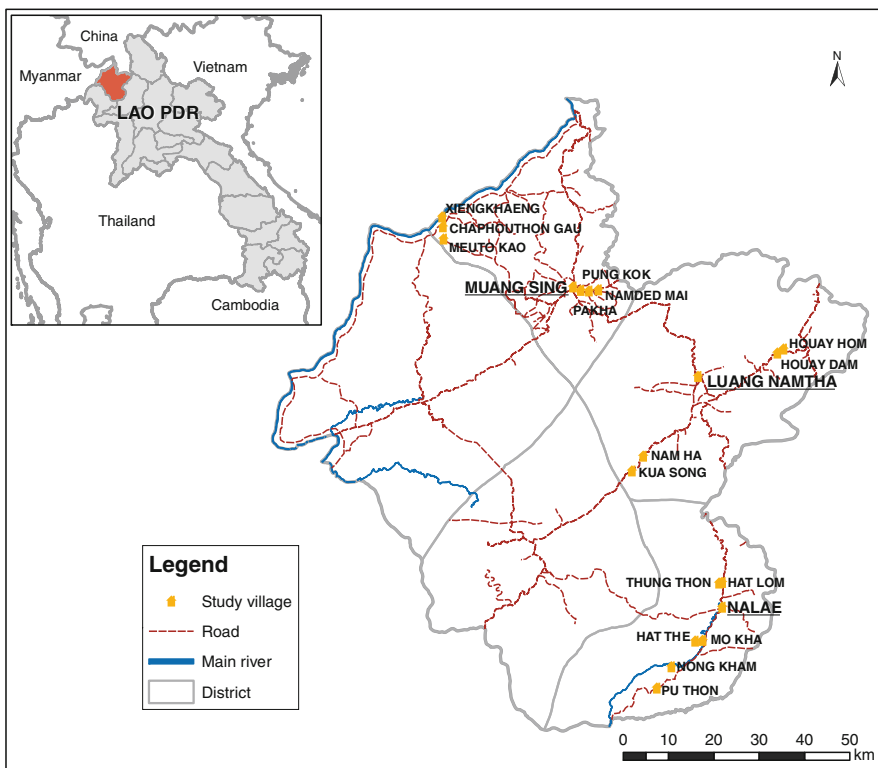 China
Myanmar
Vietnam
LAO PDR
Thailand
Cambodia
N
XIENGKHAENG
CHAPHOUTHON GAU
MEUTO KAO
PUNG KOK
MUANG SING
NAMDED MAI
PAKHA
HOUAY HOM
HOUAY DAM
LUANG NAMTHA
NAM HA
KUA SONG
THUNG THON
HAT LOM
NALAE
HAT THE
MO KHA
NONG KHAM
PU THON
Legend
Study village
Road
Main river
District
0 10 20 30 40 50
km